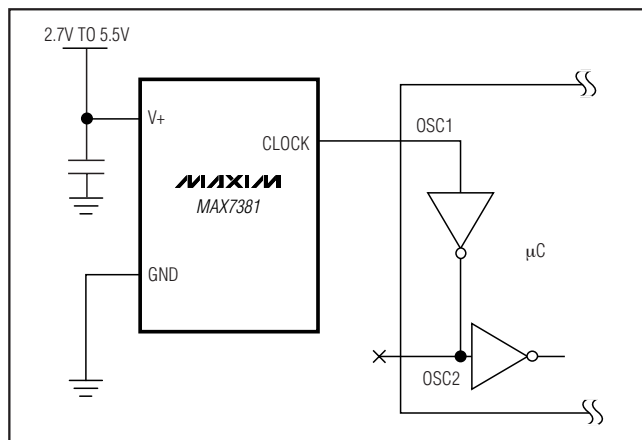 2.7V TO 5.5V
V+
CLOCK
OSC1
MAXIM
MAX7381
μC
GND
OSC2